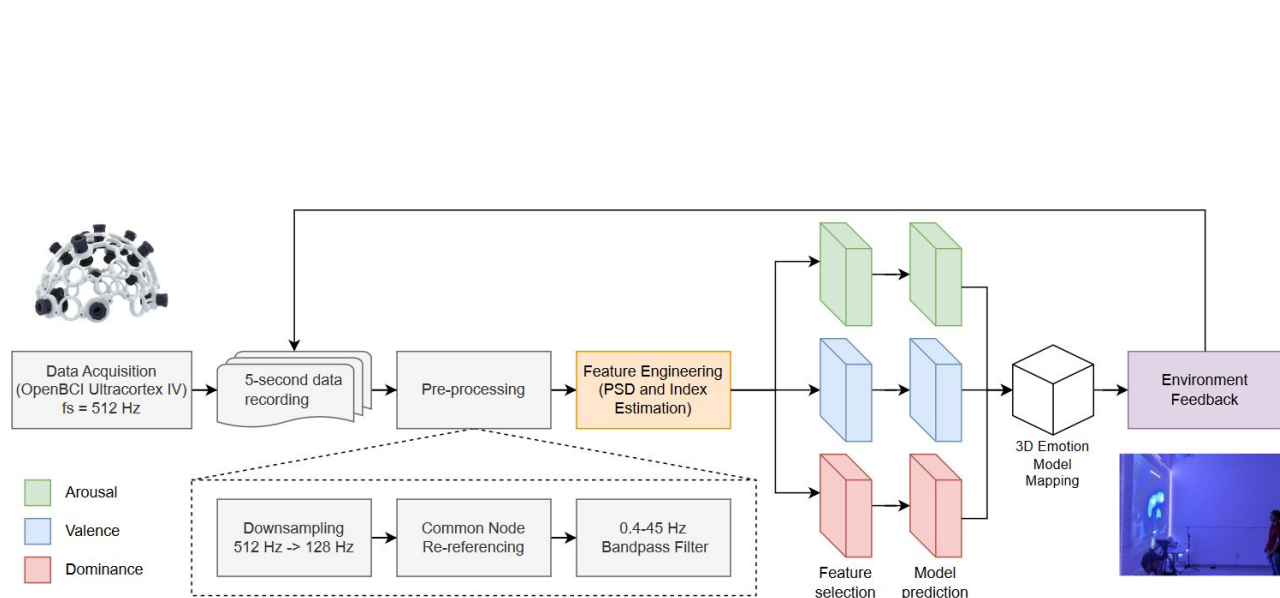 Data Acquisition
(OpenBCI Ultracortex IV)
fs = 512 Hz
5-second data
recording
Pre-processing
Feature Engineering
(PSD and Index
Estimation)
3D Emotion
Model
Mapping
Environment
Feedback
Arousal
Valence
Dominance
Downsampling
512 Hz -> 128 Hz
Common Node
Re-referencing
0.4-45 Hz
Bandpass Filter
Feature
selection
Model
prediction